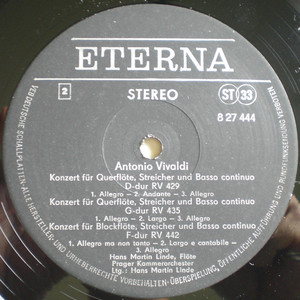 ETERNA
2
STEREO
ST 33
8 27 444
Antonio Vivaldi
Konzert für Querflöte, Streicher und Basso continuo
D-dur RV 429
1. Allegro - 2. Andante - 3. Allegro
Konzert für Querflöte, Streicher und Basso continuo
G-dur RV 435
1. Allegro - 2. Largo - 3. Allegro
Konzert für Blockflöte, Streicher und Basso continuo
F-dur RV 442
1. Allegro ma non tanto - 2. Largo e cantabile -
3. Allegro
Hans Martin Linde, Flöte
Prager Kammerorchester
Ltg.: Hans Martin Linde
VEB DEUTSCHE SCHALLPLATTEN · ALLE HERSTELLER- UND URHEBERRECHTE VORBEHALTEN · ÜBERSPIELUNG, ÖFFENTLICHE AUFFÜHRUNG UND RUNDFUNKSENDUNG VERBOTEN